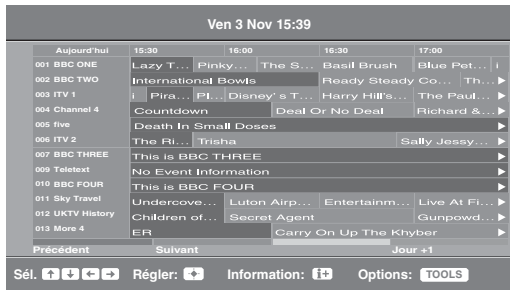 Ven 3 Nov 15:39
Aujourd'hui 15:30 16:00 16:30 17:00
001 BBC ONE Lazy T... Pinky... The S... Basil Brush Blue Pet... i
002 BBC TWO International Bowls Ready Steady Co... Th...
003 ITV 1 i Pira... Pl... Disney's T... Harry Hill's... The Paul...
004 Channel 4 Countdown Deal Or No Deal Richard &...
005 five Death In Small Doses
006 ITV 2 The Ri... Trisha Sally Jessy...
007 BBC THREE This is BBC THREE
009 Teletext No Event Information
010 BBC FOUR This is BBC FOUR
011 Sky Travel Undercove... Luton Airp... Entertainm... Live At Fi...
012 UKTV History Children of... Secret Agent Gunpowd...
013 More 4 ER Carry On Up The Khyber
Précédent Suivant Jour +1
Sél. Régler: Information: i+ Options: TOOLS